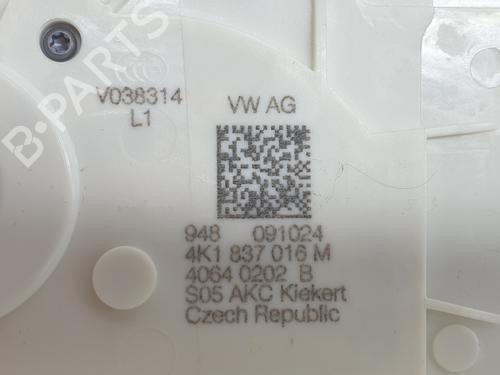 B-PARTS
V038314
L1
VW AG
948 091024
4K1 837 016 M
4064 0202 B
S05 AKC Kiekert
Czech Republic